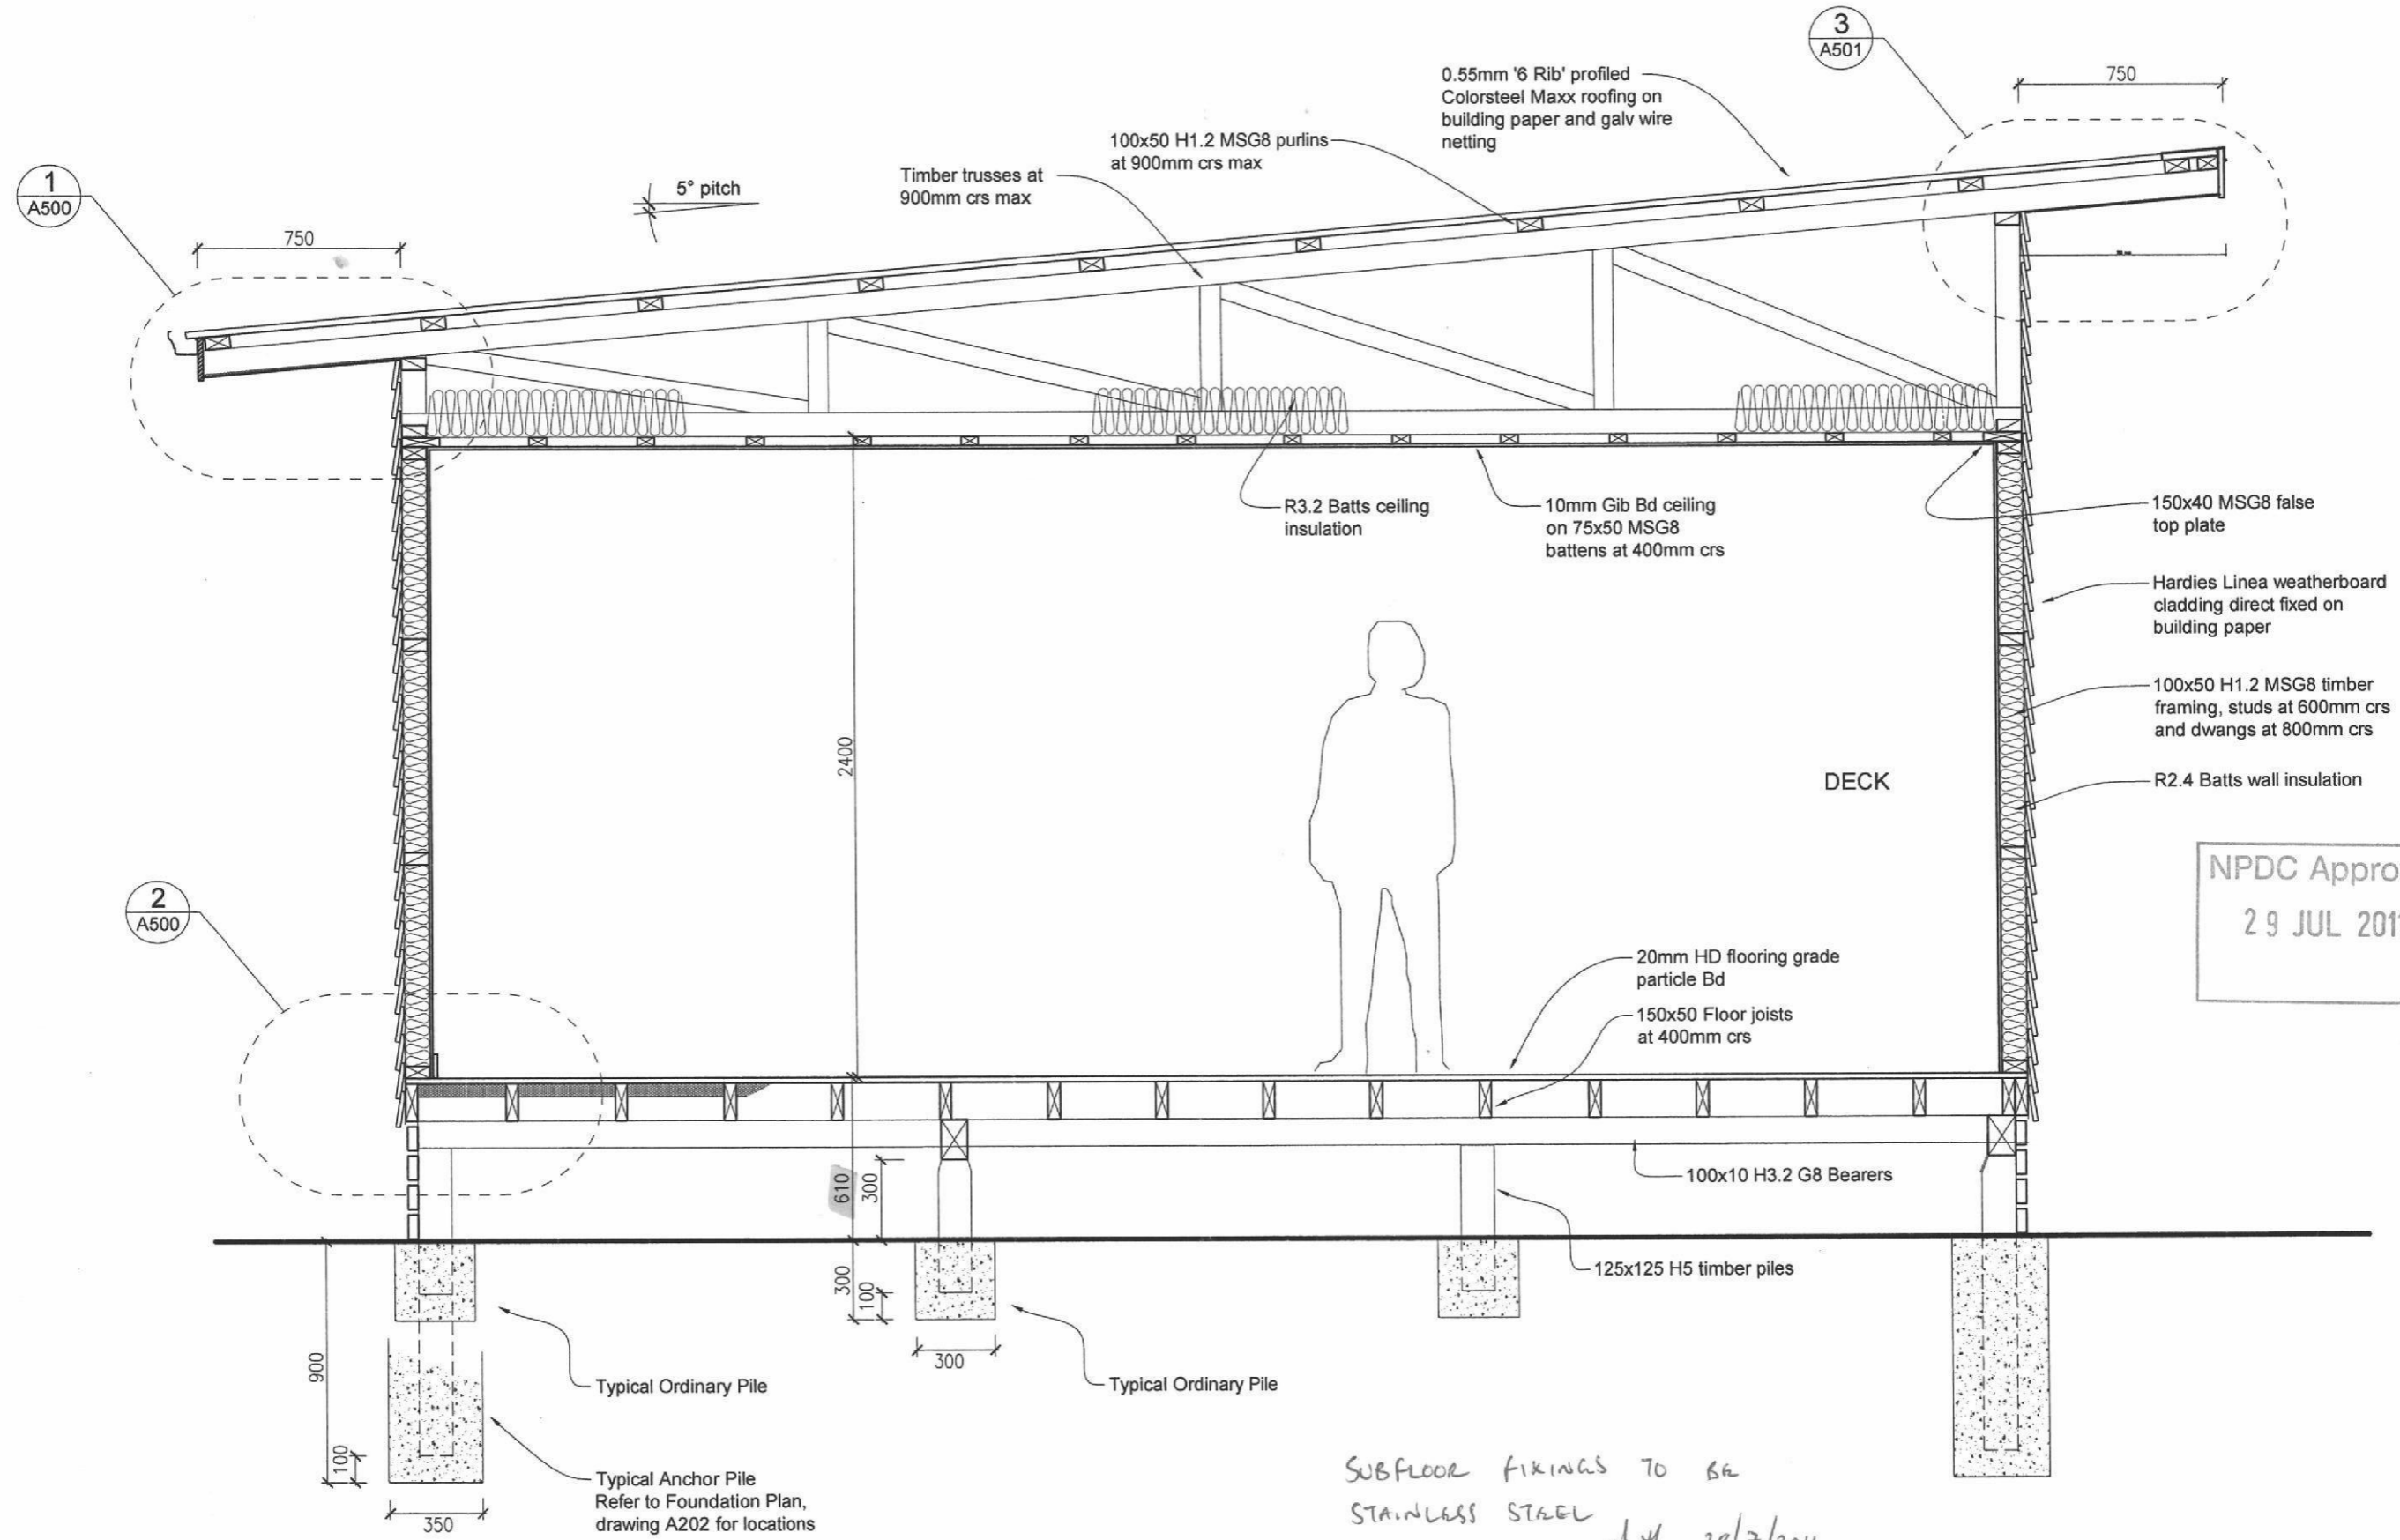 3
A501
750
0.55mm '6 Rib' profiled
Colorsteel Maxx roofing on
building paper and galv wire
netting
100x50 H1.2 MSG8 purlins
at 900mm crs max
Timber trusses at
900mm crs max
1
A500
5° pitch
750
R3.2 Batts ceiling
insulation
10mm Gib Bd ceiling
on 75x50 MSG8
battens at 400mm crs
150x40 MSG8 false
top plate
Hardies Linea weatherboard
cladding direct fixed on
building paper
100x50 H1.2 MSG8 timber
framing, studs at 600mm crs
and dwangs at 800mm crs
2400
DECK
R2.4 Batts wall insulation
NPDC Appro
29 JUL 201
2
A500
20mm HD flooring grade
particle Bd
150x50 Floor joists
at 400mm crs
610
300
100x10 H3.2 G8 Bearers
125x125 H5 timber piles
300
100
300
900
100
350
Typical Ordinary Pile
Typical Ordinary Pile
Typical Anchor Pile
Refer to Foundation Plan,
drawing A202 for locations
SUBFLOOR FIXINGS TO BE
STAINLESS STEEL